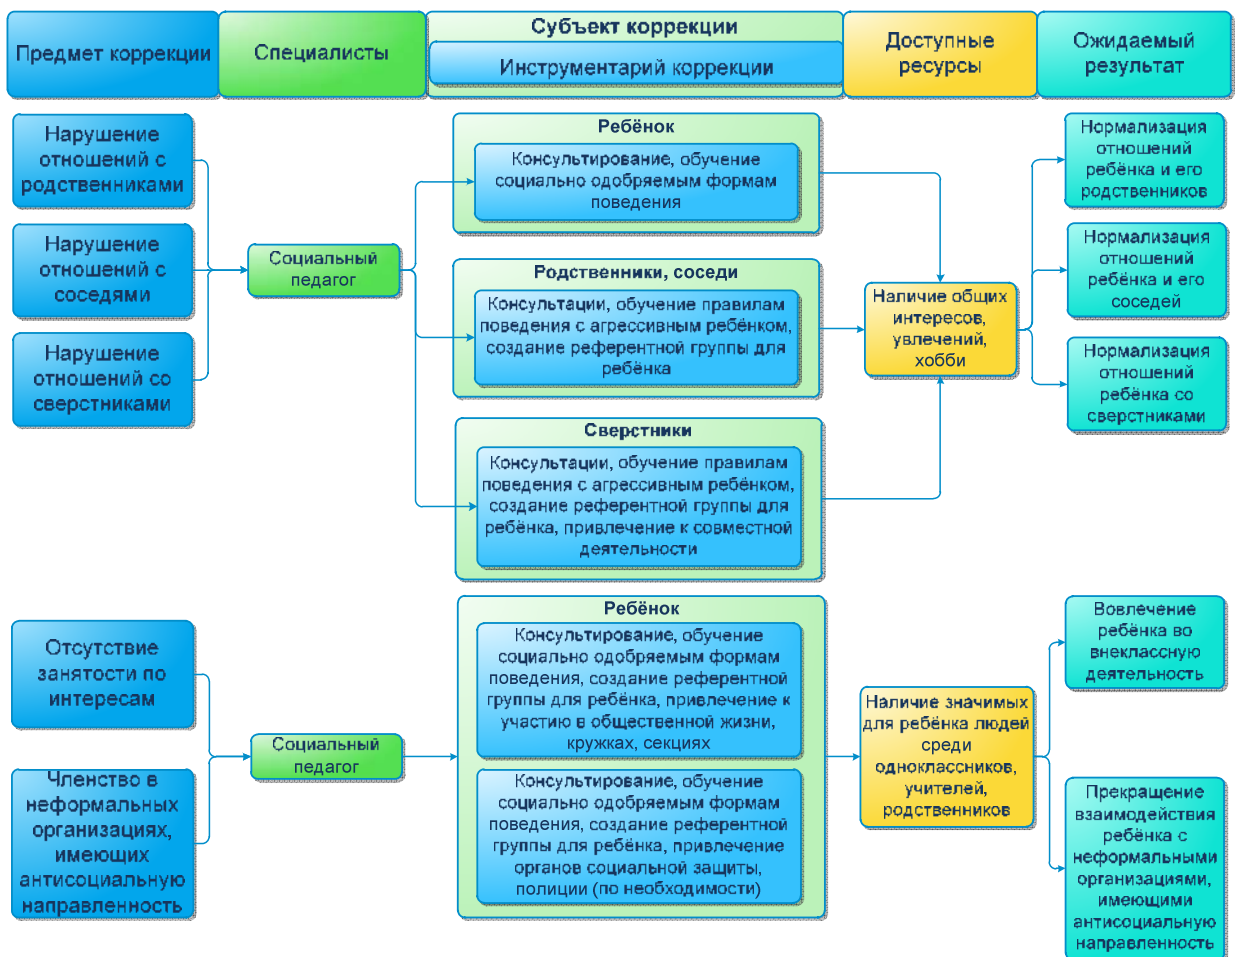 Предмет коррекции
Специалисты
Субъект коррекции
Инструментарий коррекции
Доступные
ресурсы
Ожидаемый
результат
Нарушение
отношений с
родственниками
Нарушение
отношений с
соседями
Нарушение
отношений со
сверстниками
Социальный
педагог
Ребёнок
Консультирование, обучение
социально одобряемым формам
поведения
Родственники, соседи
Консультации, обучение правилам
поведения с агрессивным ребёнком,
создание референтной группы для
ребёнка
Сверстники
Консультации, обучение правилам
поведения с агрессивным ребёнком,
создание референтной группы для
ребёнка, привлечение к совместной
деятельности
Наличие общих
интересов,
увлечений,
хобби
Нормализация
отношений
ребёнка и его
родственников
Нормализация
отношений
ребёнка и его
соседей
Нормализация
отношений
ребёнка со
сверстниками
Отсутствие
занятости по
интересам
Членство в
неформальных
организациях,
имеющих
антисоциальную
направленность
Социальный
педагог
Ребёнок
Консультирование, обучение
социально одобряемым формам
поведения, создание референтной
группы для ребёнка, привлечение к
участию в общественной жизни,
кружках, секциях
Консультирование, обучение
социально одобряемым формам
поведения, создание референтной
группы для ребёнка, привлечение
органов социальной защиты,
полиции (по необходимости)
Наличие значимых
для ребёнка людей
среди
одноклассников,
учителей,
родственников
Вовлечение
ребёнка во
внеклассную
деятельность
Прекращение
взаимодействия
ребёнка с
неформальными
организациями,
имеющими
антисоциальную
направленность